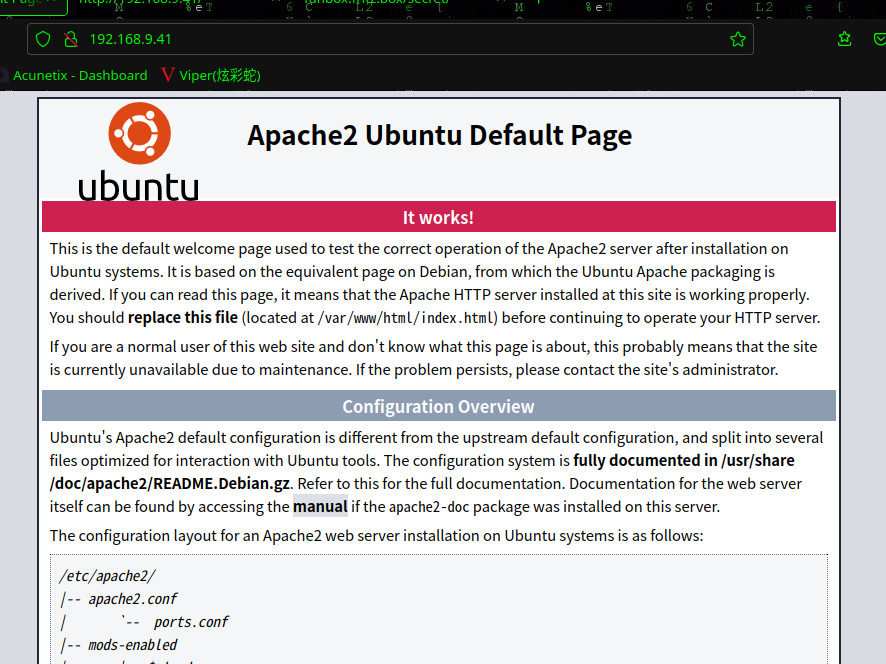 192.168.9.41
Acunetix - Dashboard V Viper(炫彩蛇)
ubuntu
Apache2 Ubuntu Default Page
It works!
This is the default welcome page used to test the correct operation of the Apache2 server after installation on
Ubuntu systems. It is based on the equivalent page on Debian, from which the Ubuntu Apache packaging is
derived. If you can read this page, it means that the Apache HTTP server installed at this site is working properly.
You should replace this file (located at /var/www/html/index.html) before continuing to operate your HTTP server.
If you are a normal user of this web site and don't know what this page is about, this probably means that the site
is currently unavailable due to maintenance. If the problem persists, please contact the site's administrator.
Configuration Overview
Ubuntu's Apache2 default configuration is different from the upstream default configuration, and split into several
files optimized for interaction with Ubuntu tools. The configuration system is fully documented in /usr/share
/doc/apache2/README.Debian.gz. Refer to this for the full documentation. Documentation for the web server
itself can be found by accessing the manual if the apache2-doc package was installed on this server.
The configuration layout for an Apache2 web server installation on Ubuntu systems is as follows:
/etc/apache2/
|-- apache2.conf
|       `--  ports.conf
|-- mods-enabled